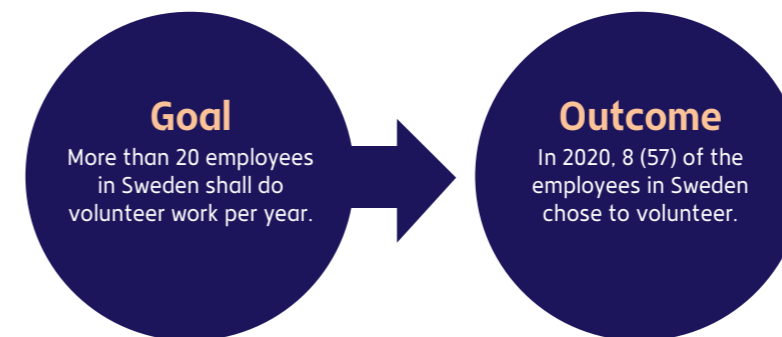 Goal
More than 20 employees
in Sweden shall do
volunteer work per year.
Outcome
In 2020, 8 (57) of the
employees in Sweden
chose to volunteer.